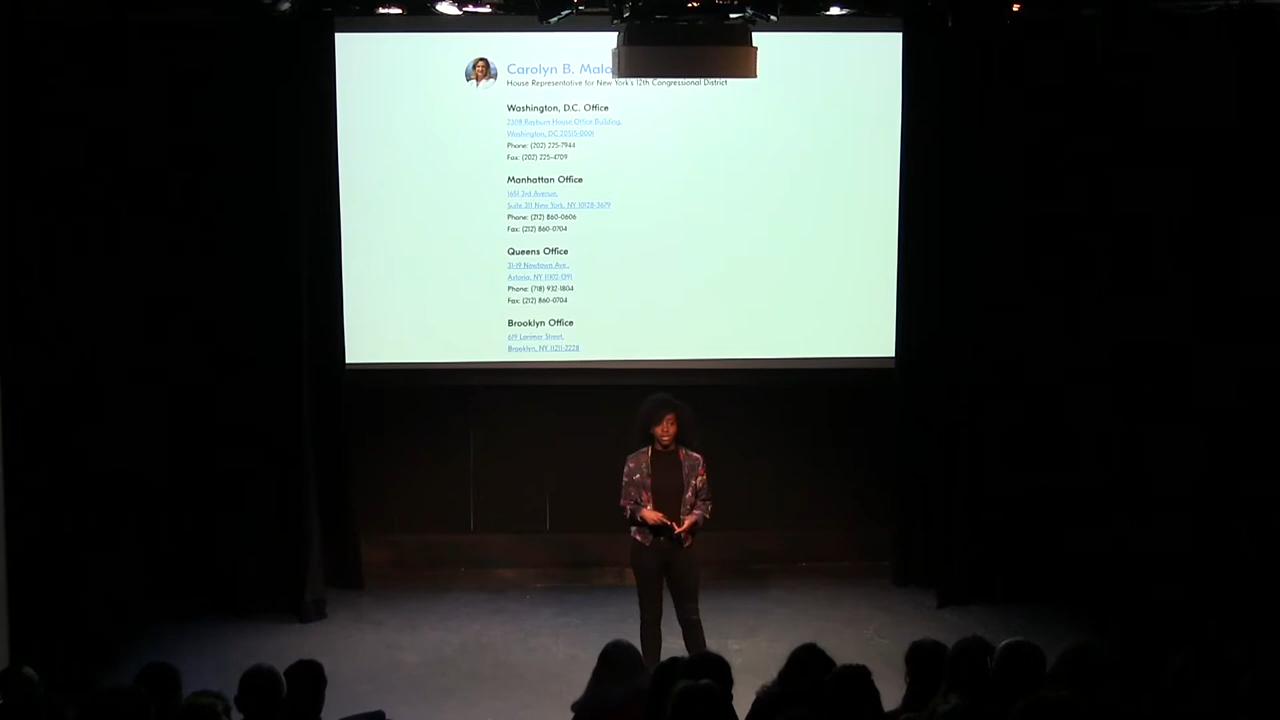 Carolyn B. Malo
House Representative for New York's 12th Congressional District
Washington, D.C. Office
2308 Rayburn House Office Building,
Washington, DC 20515-0001
Phone: (202) 225-7944
Fax: (202) 225-4709
Manhattan Office
1651 3rd Avenue,
Suite 311 New York, NY 10128-3679
Phone: (212) 860-0606
Fax: (212) 860-0704
Queens Office
31-19 Newtown Ave.,
Astoria, NY 11102-1391
Phone: (718) 932-1804
Fax: (212) 860-0704
Brooklyn Office
619 Lorimer Street,
Brooklyn, NY 11211-2228